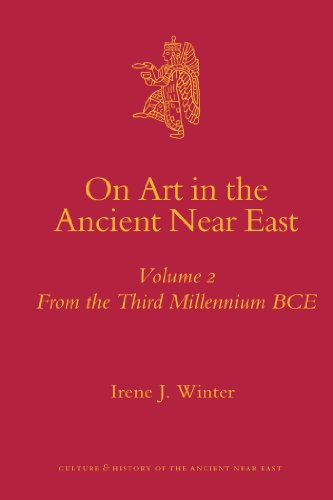 On Art in the
Ancient Near East
Volume 2
From the Third Millennium BCE
Irene J. Winter
CULTURE & HISTORY OF THE ANCIENT NEAR EAST